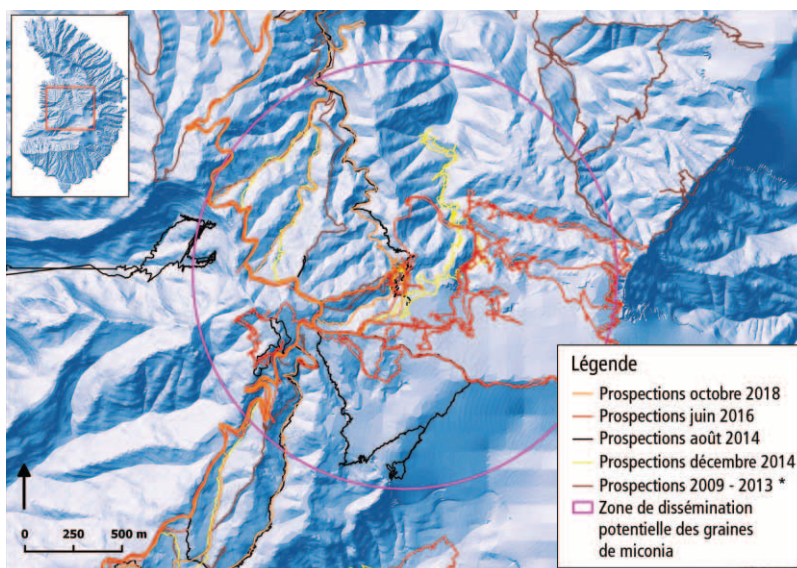 Légende
Prospections octobre 2018
Prospections juin 2016
Prospections août 2014
Prospections décembre 2014
Prospections 2009 - 2013 *
Zone de dissémination
potentielle des graines
de miconia
0 250 500 m